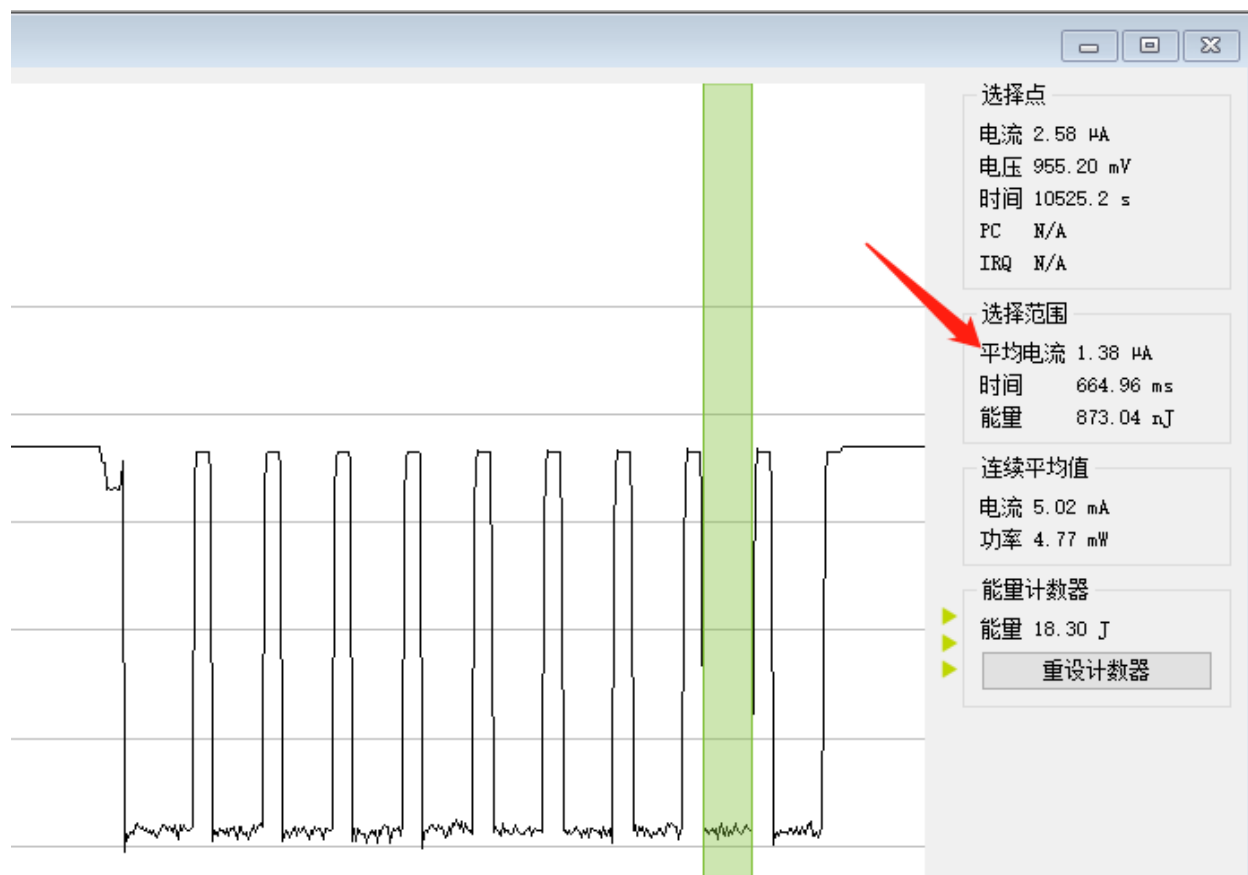 选择点
电流 2.58 μA
电压 955.20 mV
时间 10525.2 s
PC N/A
IRQ N/A
选择范围
平均电流 1.38 μA
时间 664.96 ms
能量 873.04 nJ
连续平均值
电流 5.02 mA
功率 4.77 mW
能量计数器
能量 18.30 J
重设计数器